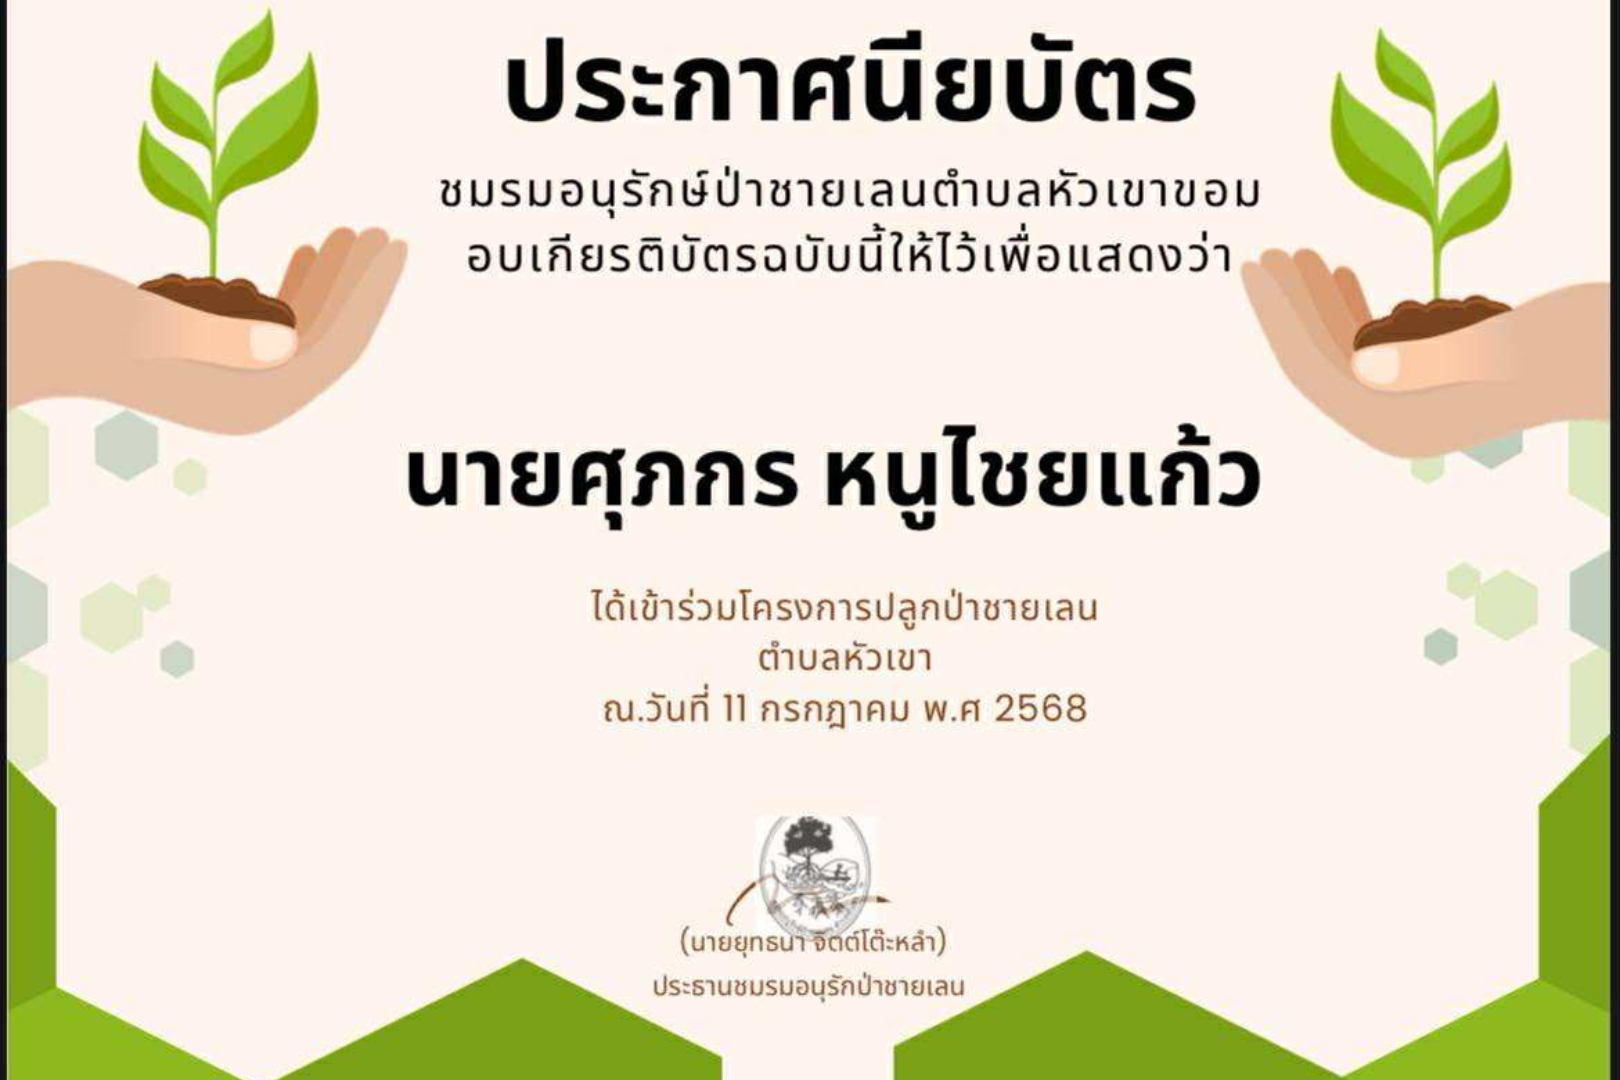 ประกาศนียบัตร
ชมรมอนุรักษ์ป่าชายเลนตำบลหัวเขาขอม
อบเกียรติบัตรฉบับนี้ให้ไว้เพื่อแสดงว่า
นายศุภกร หนูไชยแก้ว
ได้เข้าร่วมโครงการปลูกป่าชายเลน
ตำบลหัวเขา
ณ.วันที่ 11 กรกฎาคม พ.ศ 2568
(นายยุทธนา จิตต์โต๊ะหลำ)
ประธานชมรมอนุรักป่าชายเลน